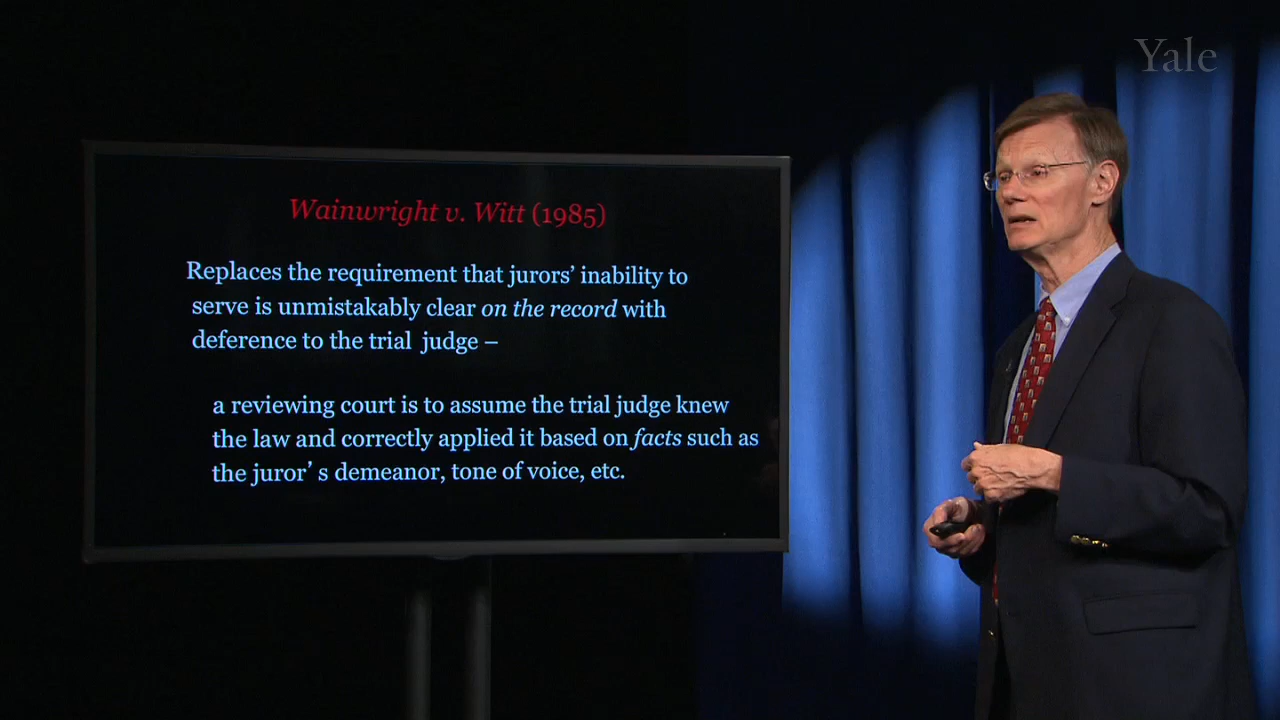 Yale
Wainwright v. Witt (1985)
Replaces the requirement that jurors' inability to
serve is unmistakably clear on the record with
deference to the trial judge –
a reviewing court is to assume the trial judge knew
the law and correctly applied it based on facts such as
the juror's demeanor, tone of voice, etc.